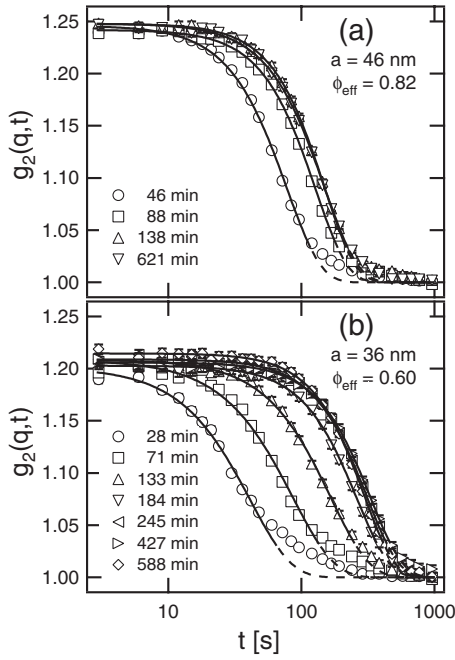 1.25
1.20
1.15
1.10
1.05
1.00
g₂(q,t)
(a)
a = 46 nm
ϕeff = 0.82
46 min
88 min
138 min
621 min
1.25
1.20
1.15
1.10
1.05
1.00
g₂(q,t)
(b)
a = 36 nm
ϕeff = 0.60
28 min
71 min
133 min
184 min
245 min
427 min
588 min
10 100 1000
t [s]